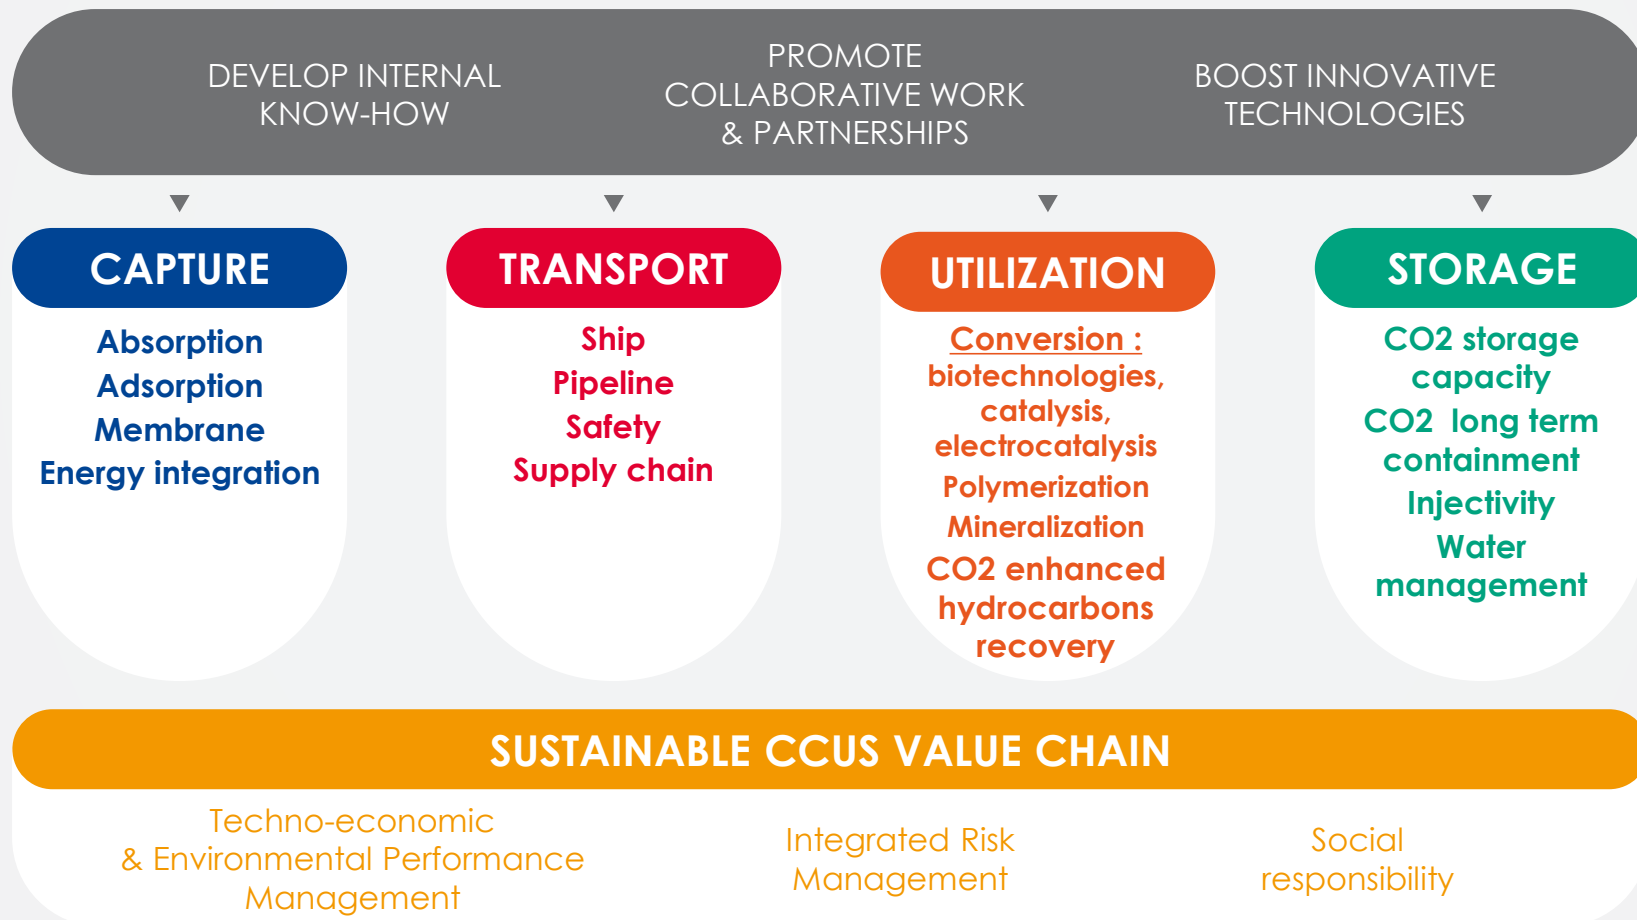 DEVELOP INTERNAL
KNOW-HOW
PROMOTE
COLLABORATIVE WORK
& PARTNERSHIPS
BOOST INNOVATIVE
TECHNOLOGIES
CAPTURE
Absorption
Adsorption
Membrane
Energy integration
TRANSPORT
Ship
Pipeline
Safety
Supply chain
UTILIZATION
Conversion :
biotechnologies,
catalysis,
electrocatalysis
Polymerization
Mineralization
CO2 enhanced
hydrocarbons
recovery
STORAGE
CO2 storage
capacity
CO2  long term
containment
Injectivity
Water
management
SUSTAINABLE CCUS VALUE CHAIN
Techno-economic
& Environmental Performance
Management
Integrated Risk
Management
Social
responsibility